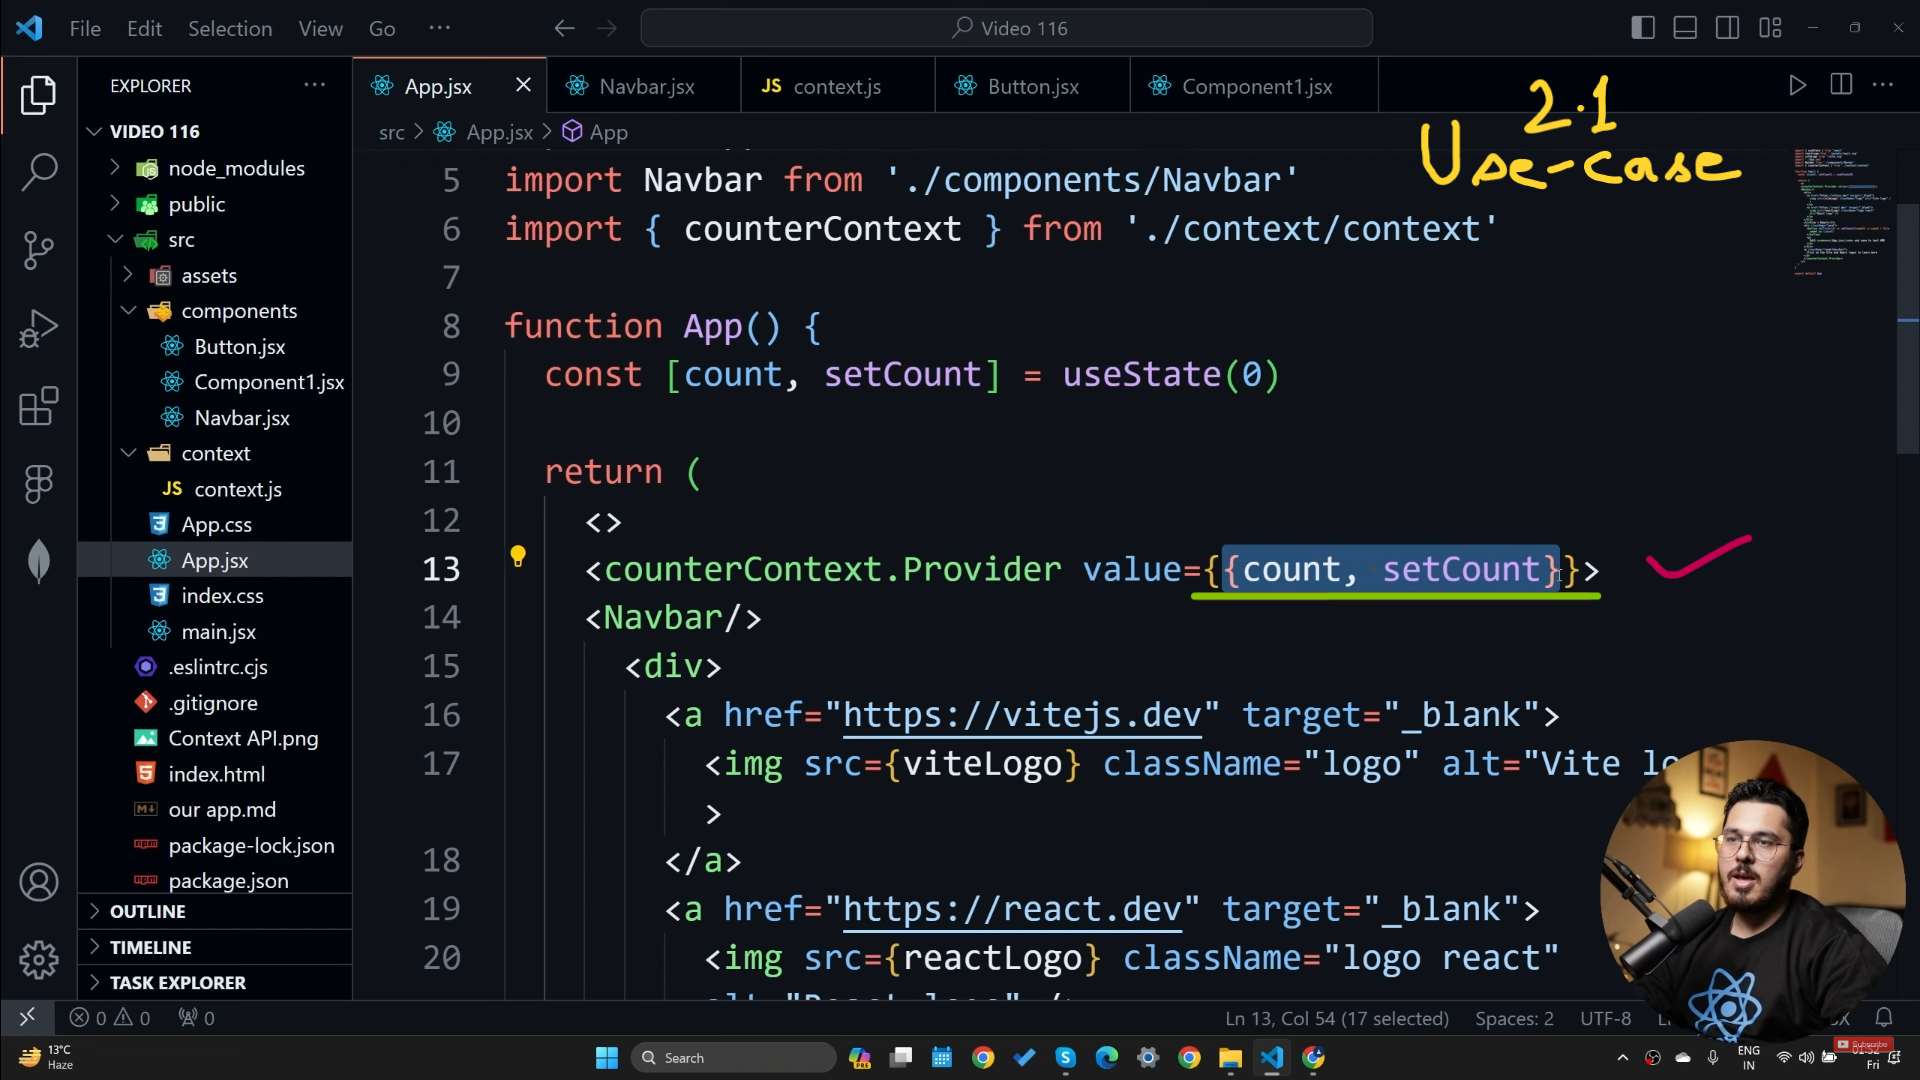 File Edit Selection View Go ··· Video 116
EXPLORER ···
App.jsx Navbar.jsx JS context.js Button.jsx Component1.jsx
2.1
Use-case
src > App.jsx > App
VIDEO 116
node_modules
public
src
assets
components
Button.jsx
Component1.jsx
Navbar.jsx
context
JS context.js
App.css
App.jsx
index.css
main.jsx
.eslintrc.cjs
.gitignore
Context API.png
index.html
our app.md
package-lock.json
package.json
OUTLINE
TIMELINE
TASK EXPLORER
5 import Navbar from './components/Navbar'
6 import { counterContext } from './context/context'
7
8 function App() {
9 const [count, setCount] = useState(0)
10
11 return (
12 <>
13 <counterContext.Provider value={{count, setCount}}>
14 <Navbar/>
15 <div>
16 <a href="https://vitejs.dev" target="_blank">
17 <img src={viteLogo} className="logo" alt="Vite lo
>
18 </a>
19 <a href="https://react.dev" target="_blank">
20 <img src={reactLogo} className="logo react"
0 0 0 Ln 13, Col 54 (17 selected) Spaces: 2 UTF-8
13°C
Haze
Search
PRE
ENG
IN
Subscribe
Fri